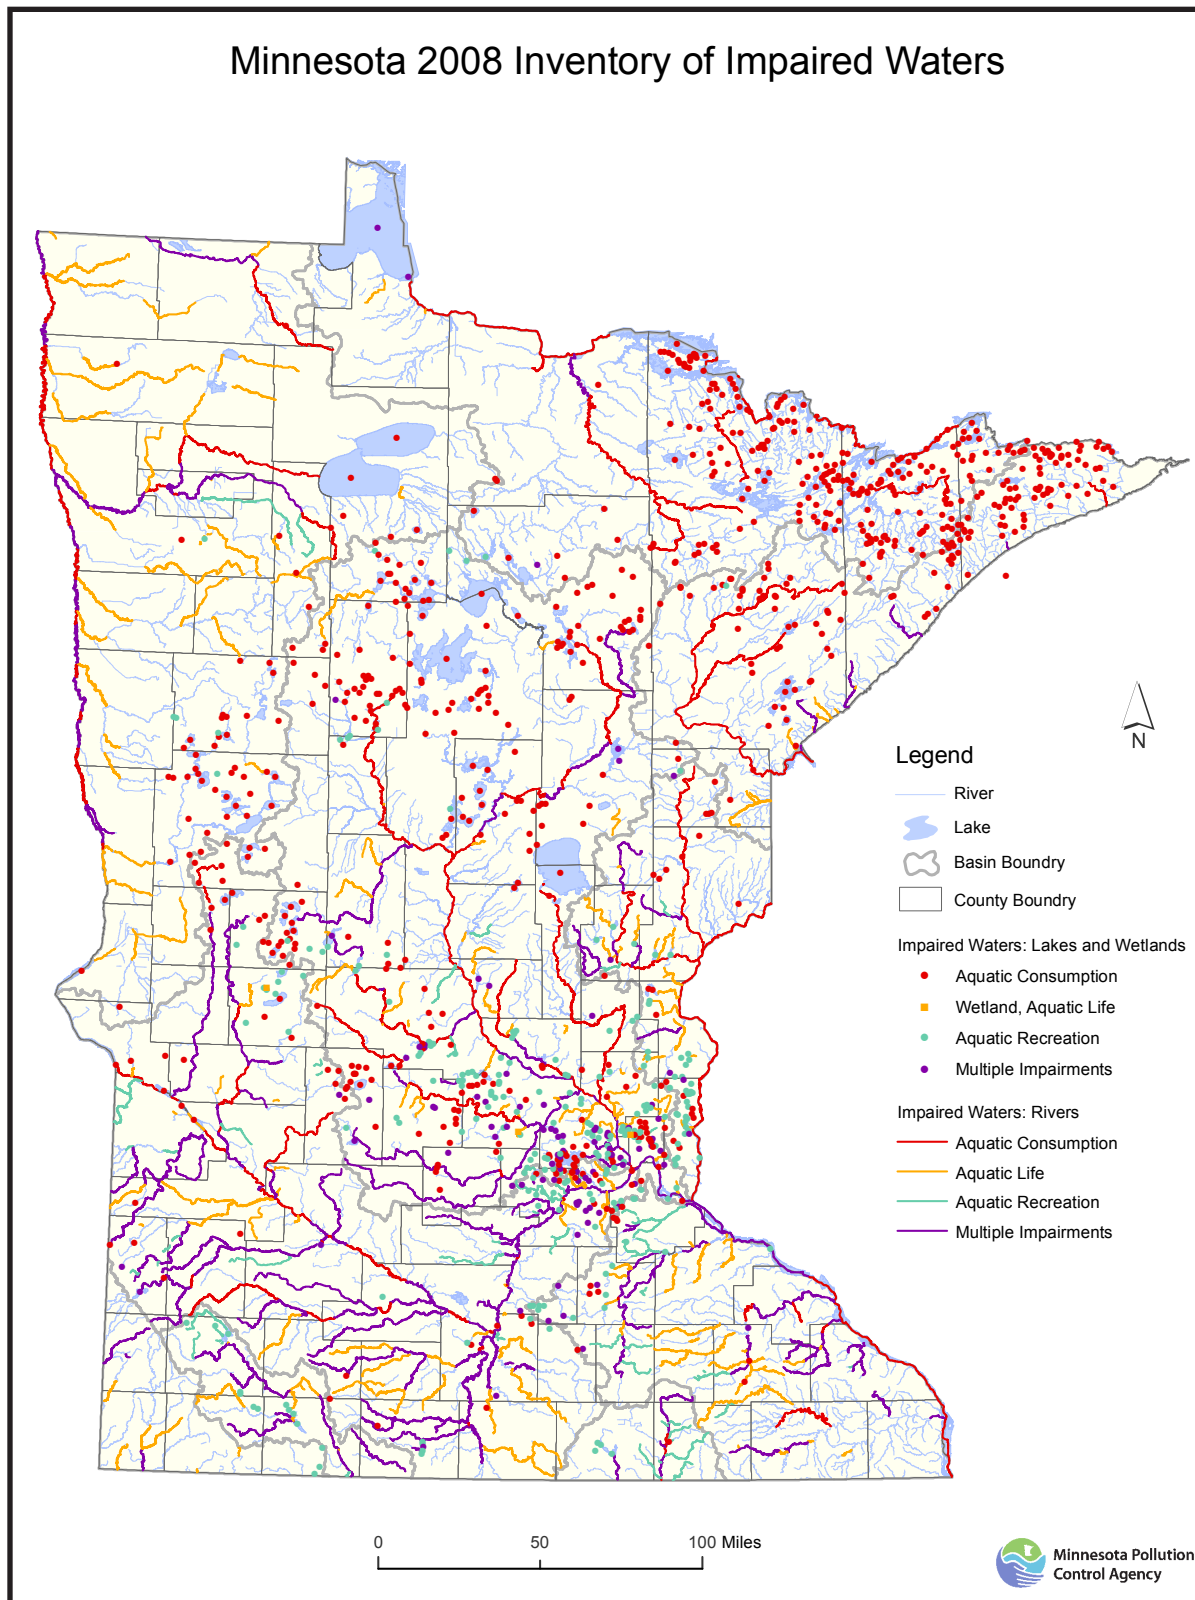 Minnesota 2008 Inventory of Impaired Waters
N
Legend
River
Lake
Basin Boundry
County Boundry
Impaired Waters: Lakes and Wetlands
Aquatic Consumption
Wetland, Aquatic Life
Aquatic Recreation
Multiple Impairments
Impaired Waters: Rivers
Aquatic Consumption
Aquatic Life
Aquatic Recreation
Multiple Impairments
0 50 100 Miles
Minnesota Pollution
Control Agency